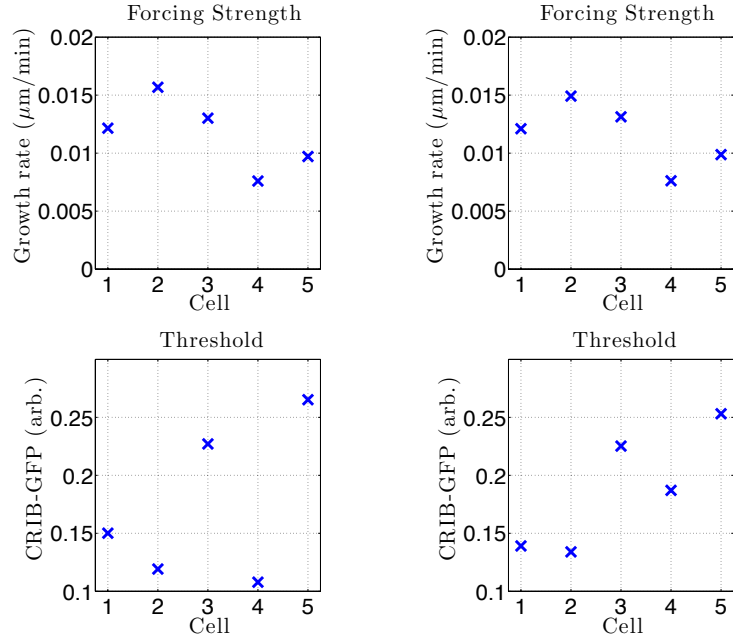 Forcing Strength
Growth rate (μm/min)
0.02
0.015
0.01
0.005
0
1 2 3 4 5
Cell
Forcing Strength
Growth rate (μm/min)
0.02
0.015
0.01
0.005
0
1 2 3 4 5
Cell
Threshold
CRIB-GFP (arb.)
0.25
0.2
0.15
0.1
1 2 3 4 5
Cell
Threshold
CRIB-GFP (arb.)
0.25
0.2
0.15
0.1
1 2 3 4 5
Cell